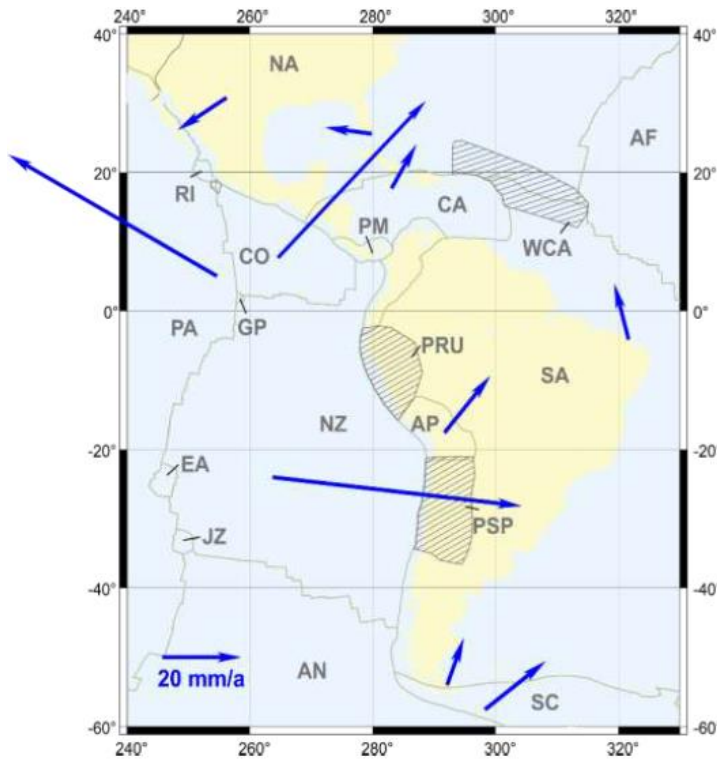 240° 260° 280° 300° 320°
40° 40°
NA
AF
20° 20°
RI
CA
PM
WCA
CO
0° 0°
PA
GP
PRU
SA
NZ
AP
-20° -20°
EA
PSP
JZ
-40° -40°
20 mm/a
AN
SC
-60° -60°
240° 260° 280° 300° 320°